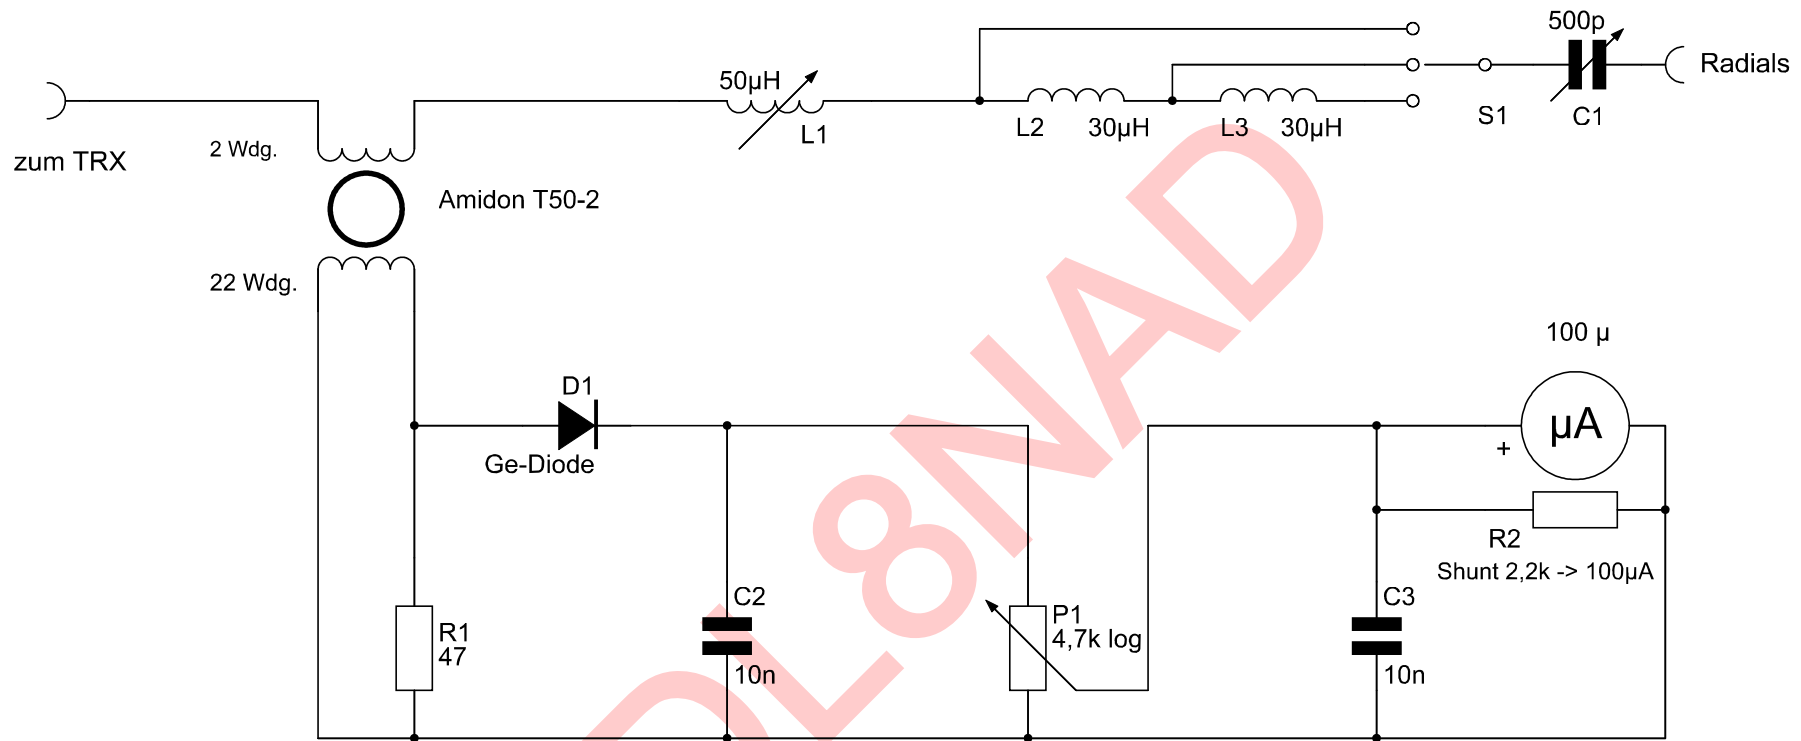 500p
50µH
Radials
L1
L2
30µH
L3
30µH
S1
C1
2 Wdg.
zum TRX
Amidon T50-2
22 Wdg.
100 µ
D1
µA
+
Ge-Diode
R2
Shunt 2,2k -> 100µA
C2
C3
P1
4,7k log
R1
47
10n
10n
DL8NAD